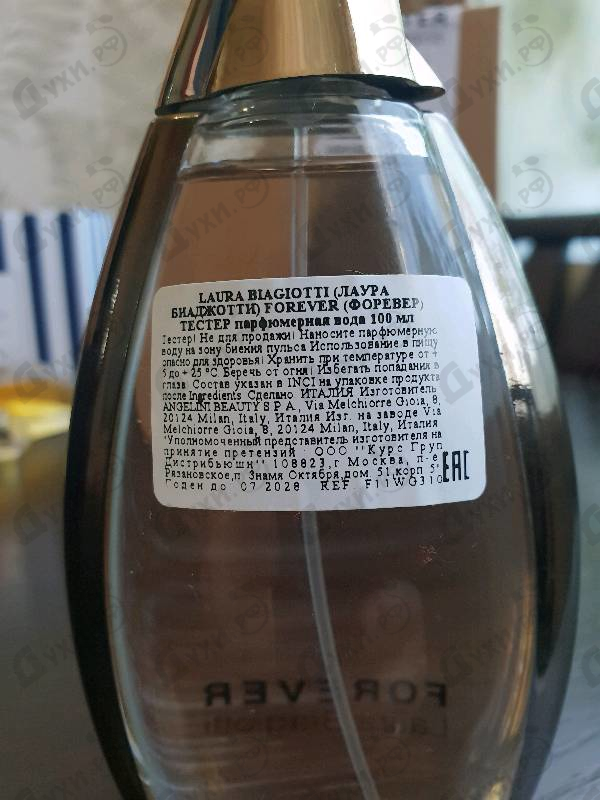 LAURA BIAGIOTTI (ЛАУРА
БИАДЖОТТИ) FOREVER (ФОРЕВЕР)
ТЕСТЕР парфюмерная вода 100 мл
Тестер! Не для продажи! Наносите парфюмерную
воду на зону биения пульса Использование в пищу
опасно для здоровья! Хранить при температуре от +
5 до + 25 °C Беречь от огня! Избегать попадания в
глаза Состав указан в INCI на упаковке продукта
после Ingredients Сделано ИТАЛИЯ Изготовитель
ANGELINI BEAUTY S P A , Via Melchiorre Gioia, 8,
20124 Milan, Italy, Италия Изг. на заводе Via
Melchiorre Gioia, 8, 20124 Milan, Italy, Италия
"Уполномоченный представитель изготовителя на
принятие претензий : ООО ''Курс Груп
Дистрибьюшн'' 108823,г Москва, п-е
Рязановское,п Знамя Октября,дом 51,корп 5"
Годен до 07 2028 REF F11WG310
EAC
FOREVER
Laura Biagiotti
Духи.рф